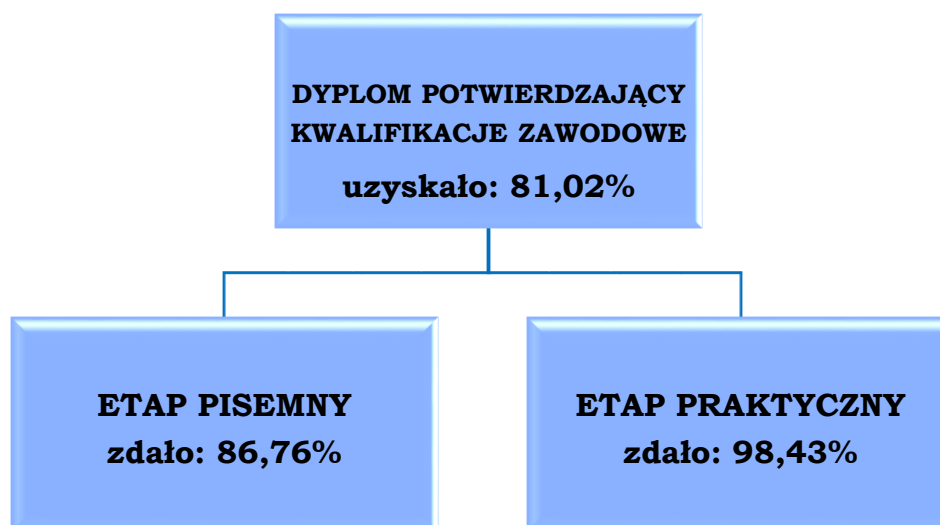 DYPLOM POTWIERDZAJĄCY
KWALIFIKACJE ZAWODOWE
uzyskało: 81,02%
ETAP PISEMNY
zdało: 86,76%
ETAP PRAKTYCZNY
zdało: 98,43%